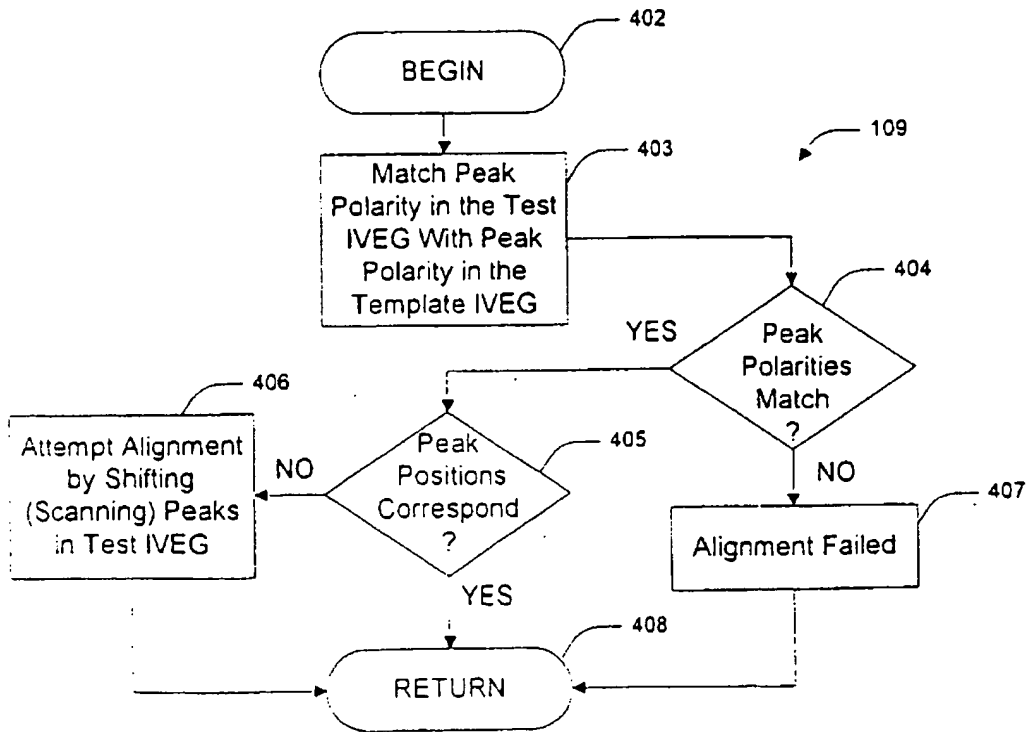 402
BEGIN
109
403
Match Peak
Polarity in the Test
IVEG With Peak
Polarity in the
Template IVEG
404
YES
Peak
Polarities
Match
?
406
Attempt Alignment
by Shifting
(Scanning) Peaks
in Test IVEG
NO
Peak
Positions
Correspond
?
405
NO
407
Alignment Failed
YES
408
RETURN